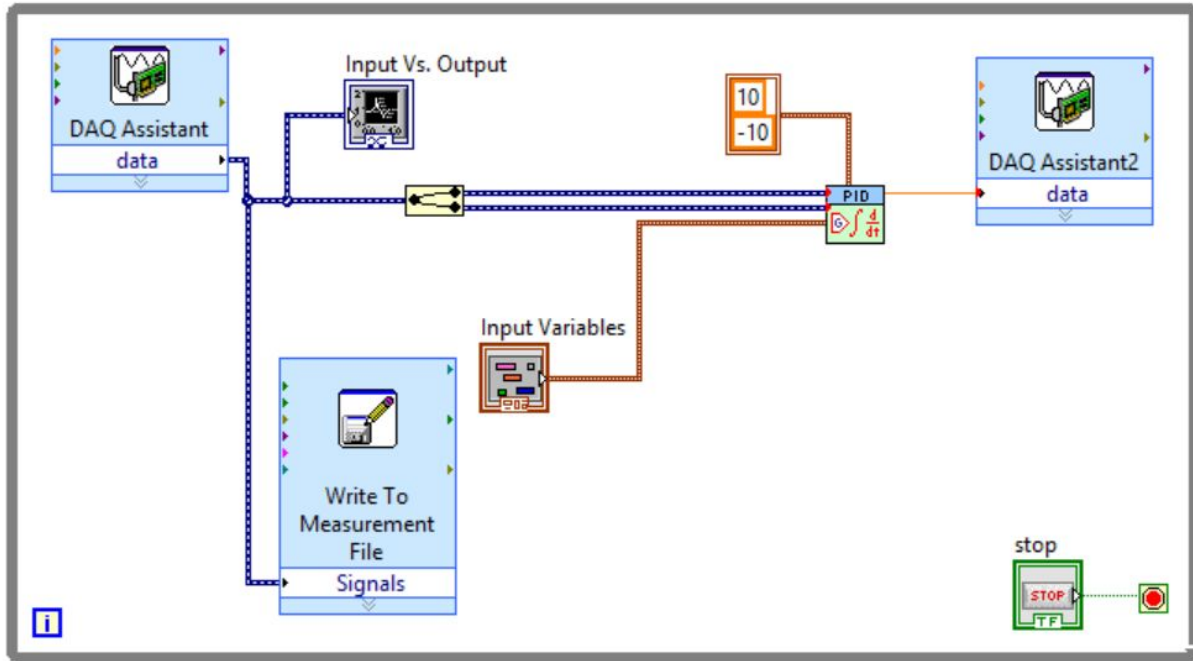 DAQ Assistant
data
Input Vs. Output
10
-10
PID
G ∫ d/dt
DAQ Assistant2
data
Input Variables
Write To
Measurement
File
Signals
stop
STOP
TF
i